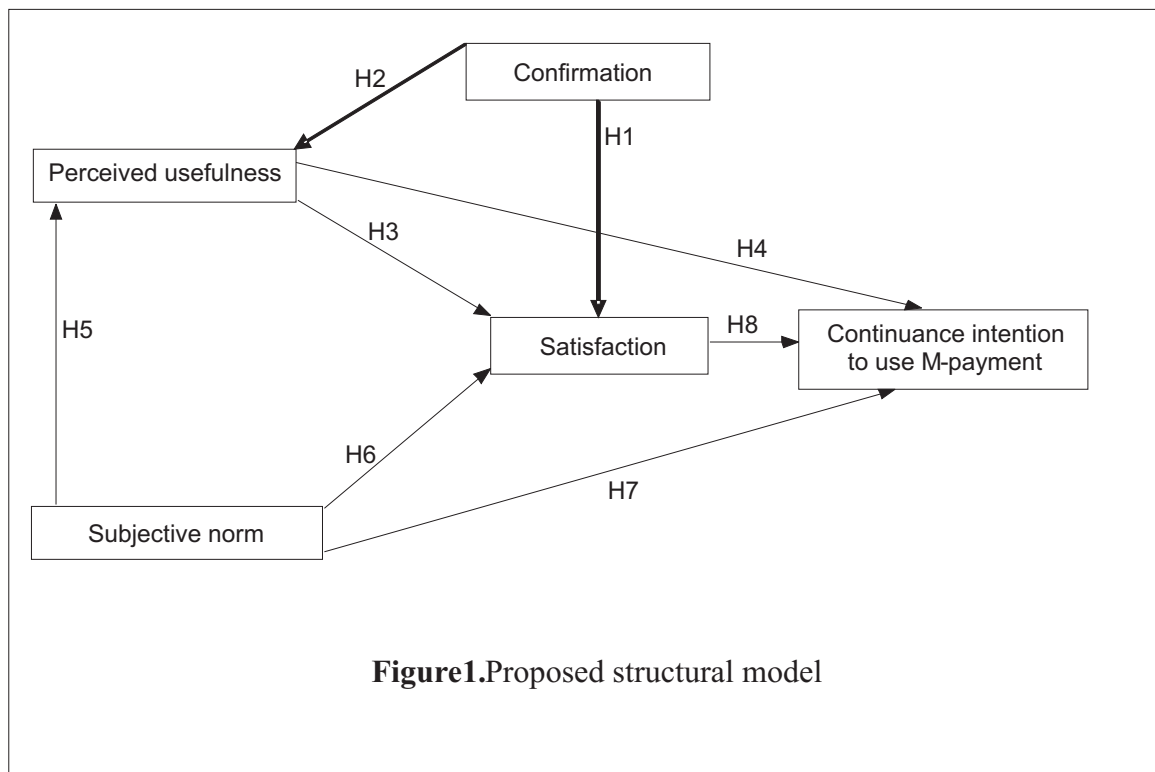 Confirmation
H2
H1
Perceived usefulness
H3
H4
H5
Satisfaction
H8
Continuance intention
to use M-payment
H6
H7
Subjective norm
Figure1.Proposed structural model